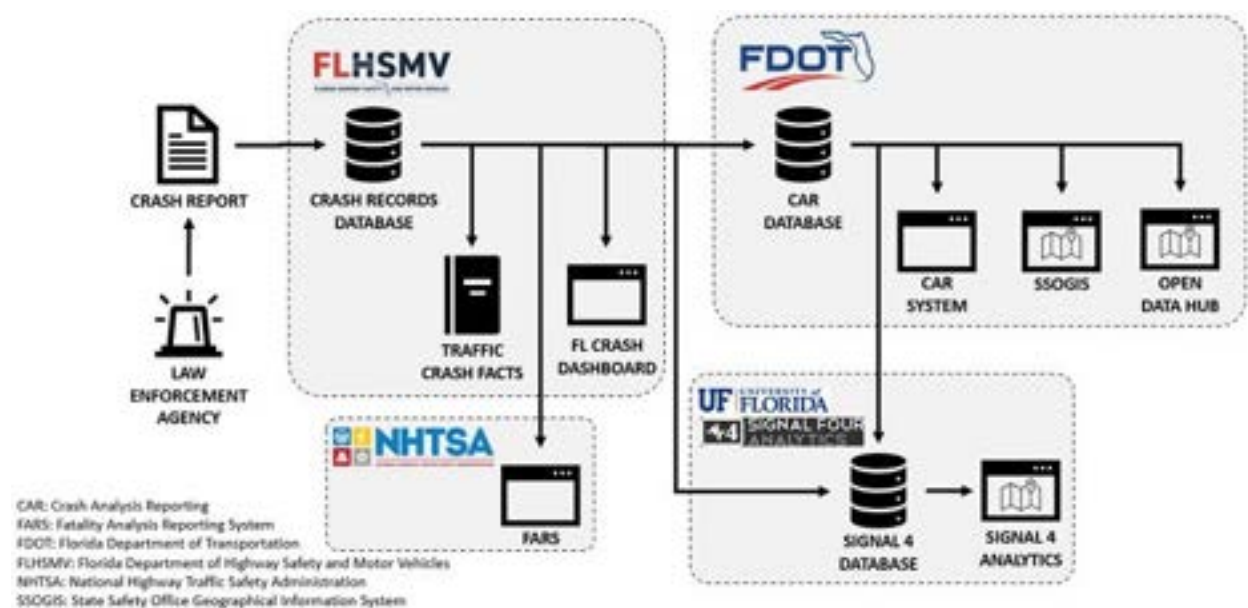 FLHSMV
FDOT
CRASH REPORT
CRASH RECORDS
DATABASE
CAR
DATABASE
CAR
SYSTEM
SSOGIS
OPEN
DATA HUB
TRAFFIC
CRASH FACTS
FL CRASH
DASHBOARD
LAW
ENFORCEMENT
AGENCY
UF UNIVERSITY of
FLORIDA
SIGNAL FOUR
ANALYTICS
NHTSA
FARS
SIGNAL 4
DATABASE
SIGNAL 4
ANALYTICS
CAR: Crash Analysis Reporting
FARS: Fatality Analysis Reporting System
FDOT: Florida Department of Transportation
FLHSMV: Florida Department of Highway Safety and Motor Vehicles
NHTSA: National Highway Traffic Safety Administration
SSOGIS: State Safety Office Geographical Information System